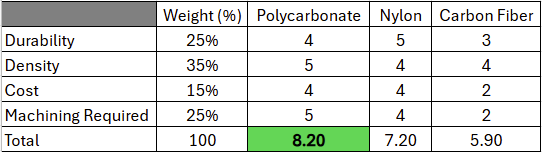 Weight (%) Polycarbonate Nylon Carbon Fiber
Durability 25% 4 5 3
Density 35% 5 4 4
Cost 15% 4 4 2
Machining Required 25% 5 4 2
Total 100 8.20 7.20 5.90